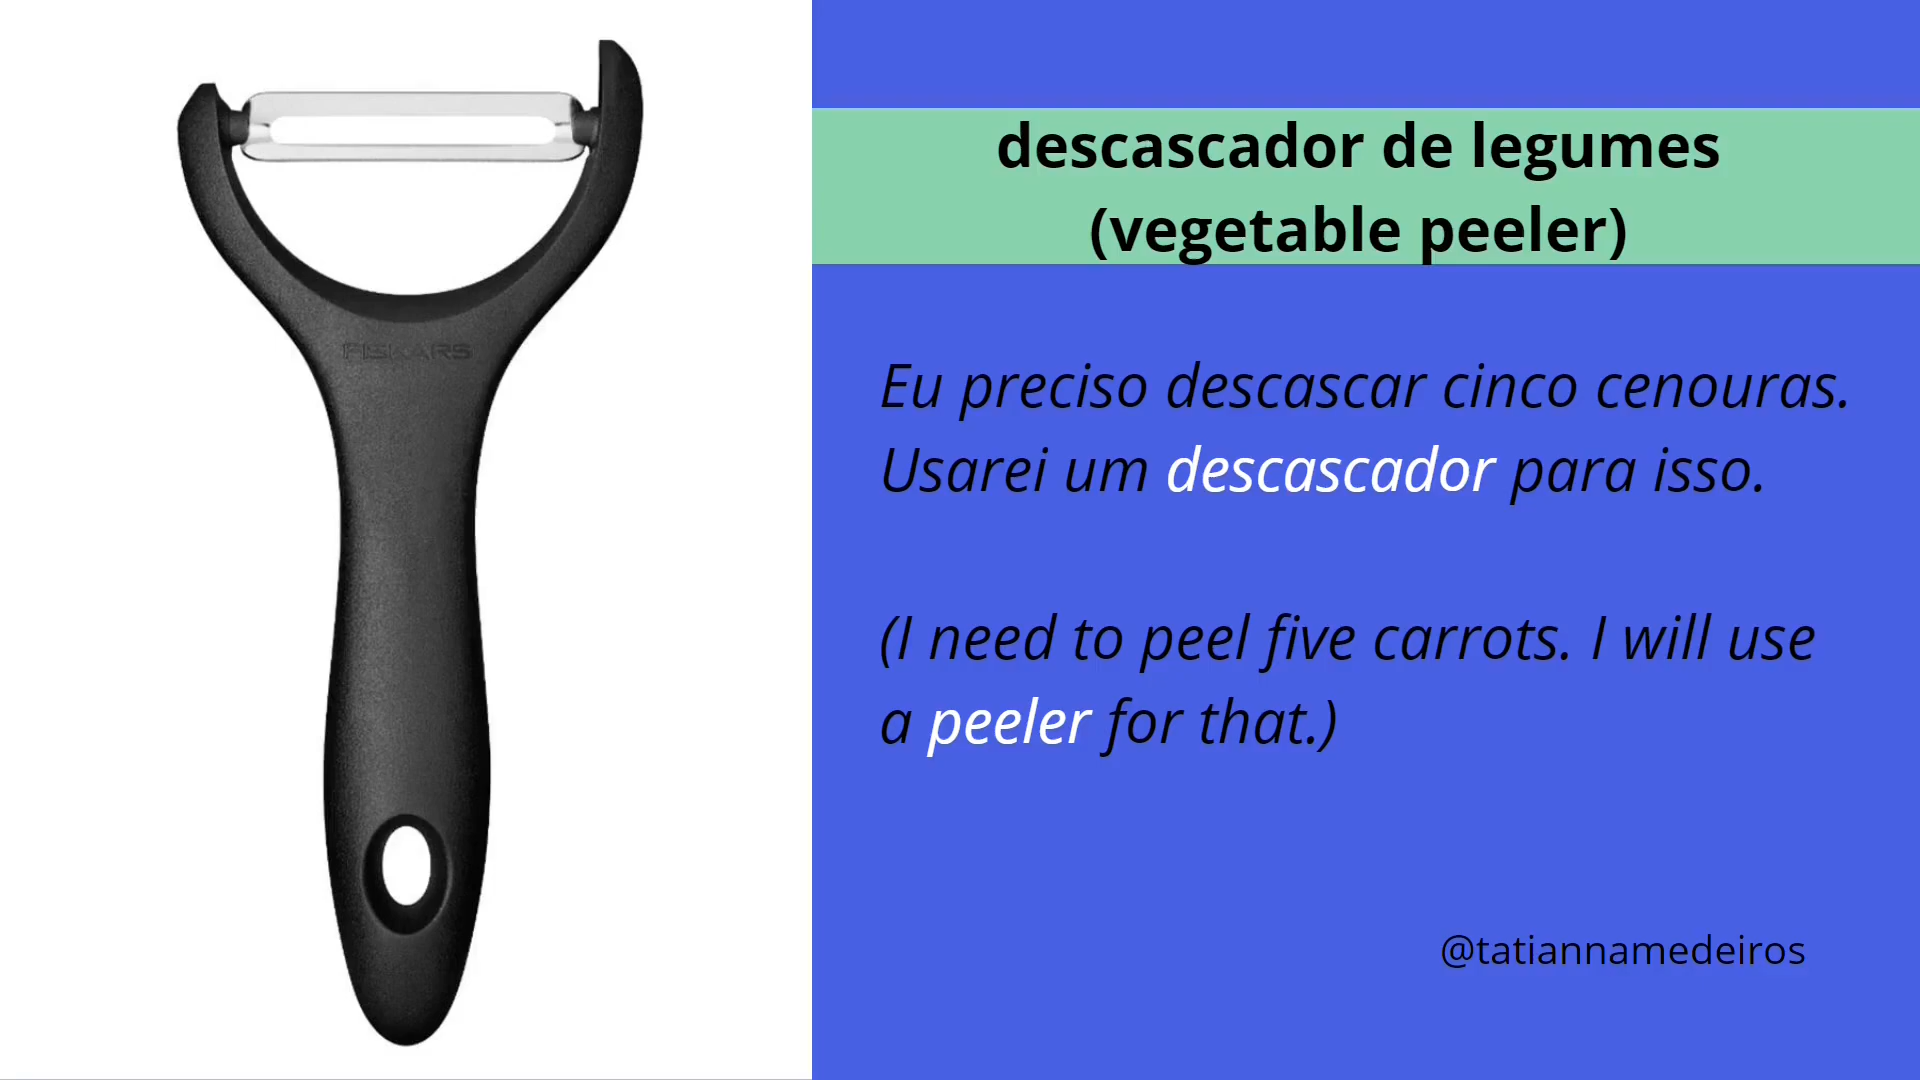 FISKARS
descascador de legumes
(vegetable peeler)
Eu preciso descascar cinco cenouras.
Usarei um descascador para isso.
(I need to peel five carrots. I will use
a peeler for that.)
@tatiannamedeiros